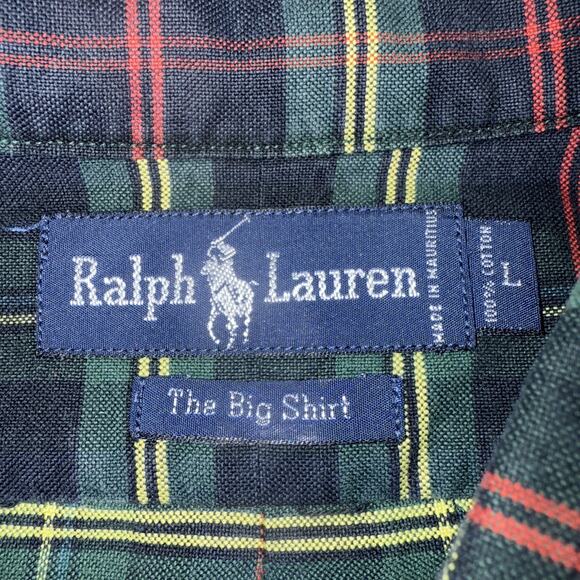 Ralph Lauren
MADE IN MAURITIUS
100% COTTON
L
The Big Shirt